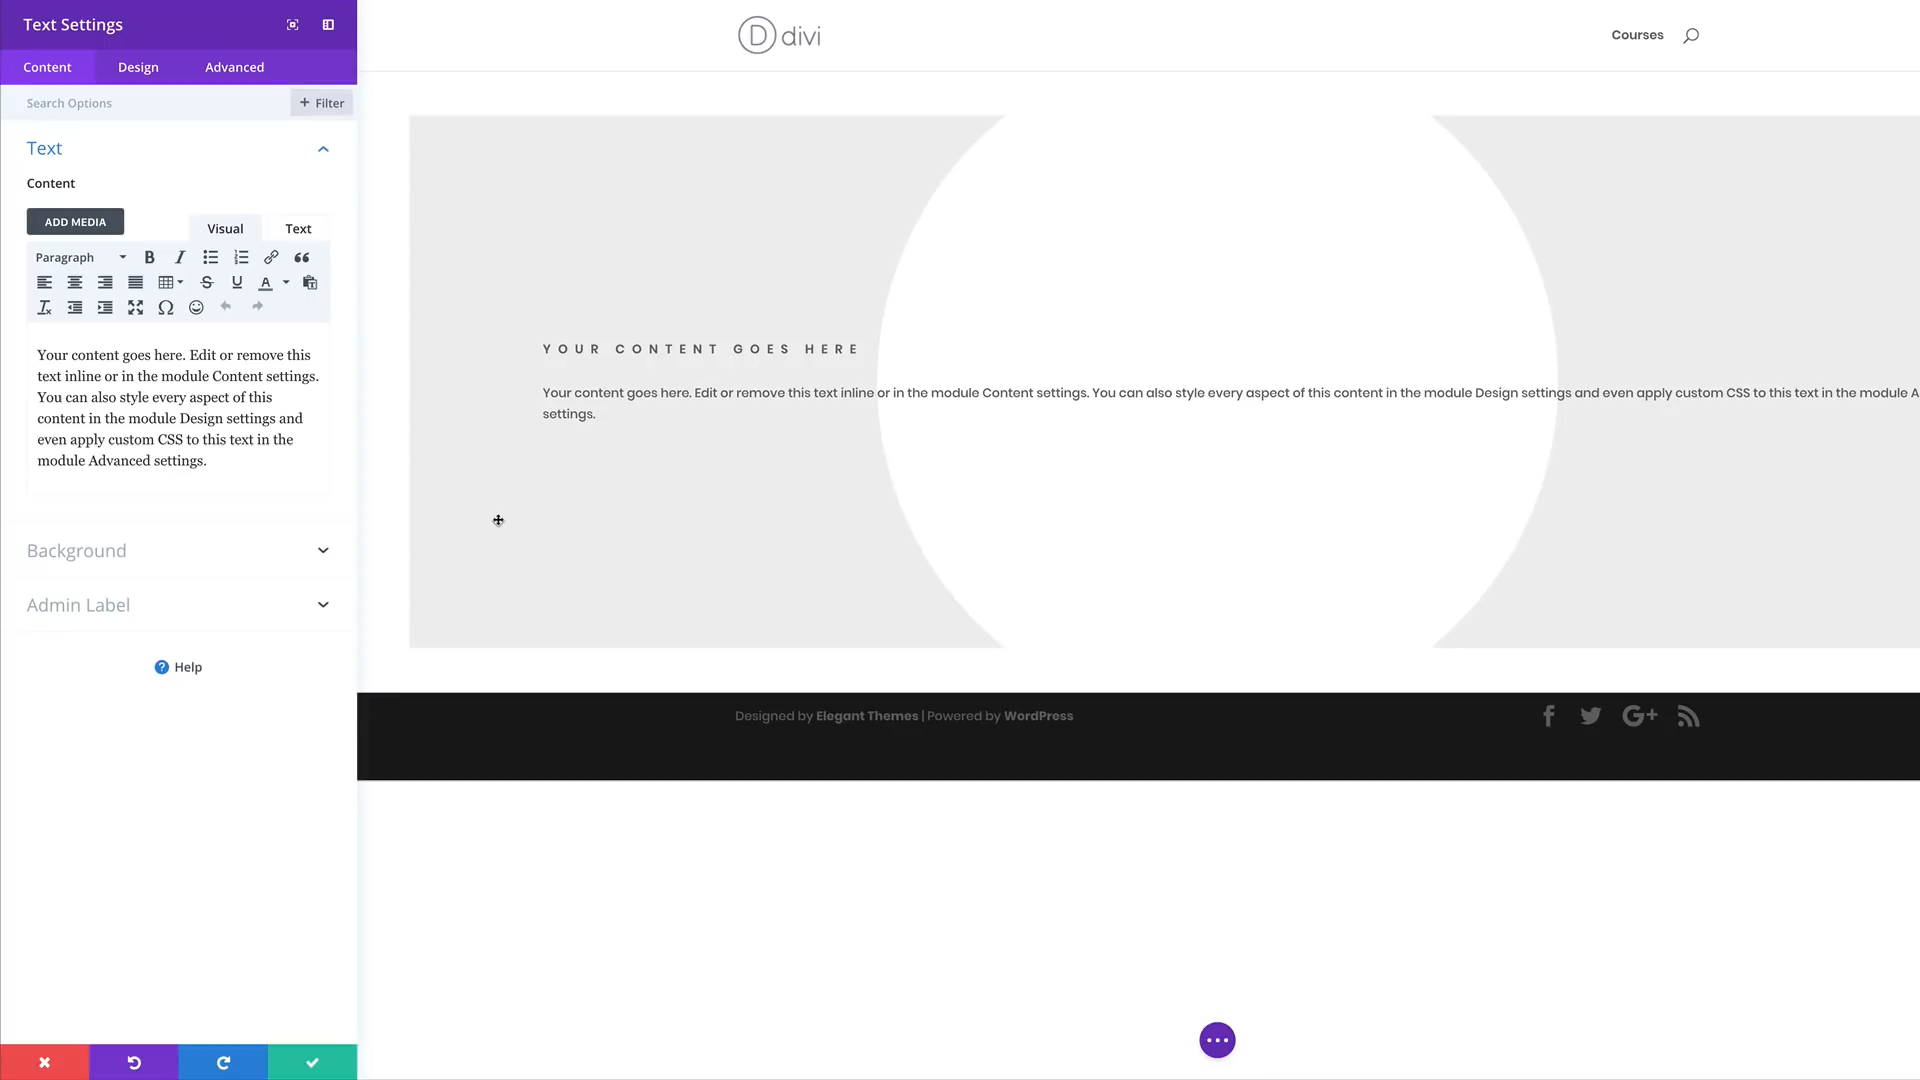 Text Settings
Content Design Advanced
Search Options
+ Filter
Text
Content
ADD MEDIA
Visual Text
Paragraph
Your content goes here. Edit or remove this
text inline or in the module Content settings.
You can also style every aspect of this
content in the module Design settings and
even apply custom CSS to this text in the
module Advanced settings.
Background
Admin Label
Help
divi
Courses
YOUR CONTENT GOES HERE
Your content goes here. Edit or remove this text inline or in the module Content settings. You can also style every aspect of this content in the module Design settings and even apply custom CSS to this text in the module A
settings.
Designed by Elegant Themes | Powered by WordPress